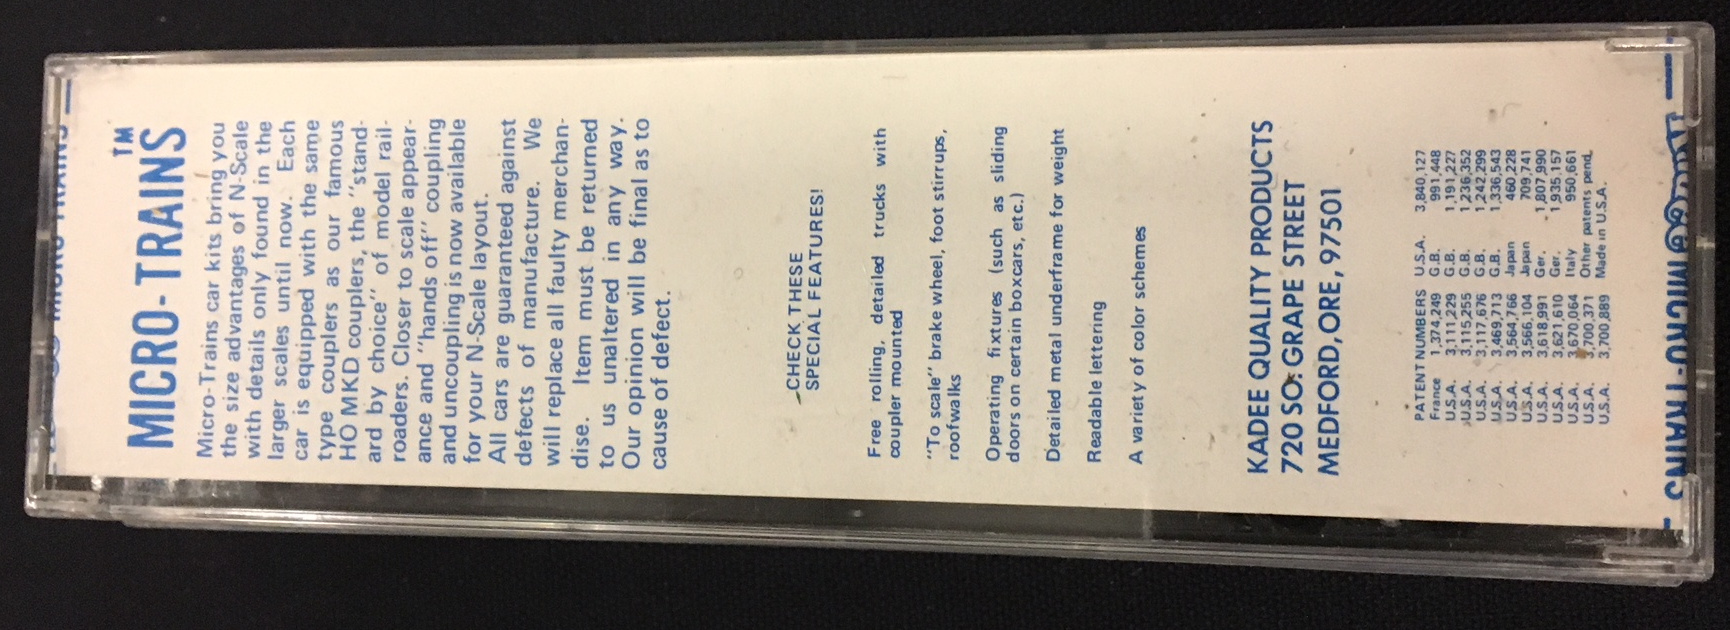 MICRO-TRAINS
TM
MICRO-TRAINS
Micro-Trains car kits bring you
the size advantages of N-Scale
with details only found in the
larger scales until now. Each
car is equipped with the same
type couplers as our famous
HO MKD couplers, the "stand-
ard by choice" of model rail-
roaders. Closer to scale appear-
ance and "hands off" coupling
and uncoupling is now available
for your N-Scale layout.
All cars are guaranteed against
defects of manufacture. We
will replace all faulty merchan-
dise. Item must be returned
to us unaltered in any way.
Our opinion will be final as to
cause of defect.
CHECK THESE
SPECIAL FEATURES!
Free rolling, detailed trucks with
coupler mounted
"To scale" brake wheel, foot stirrups,
roofwalks
Operating fixtures (such as sliding
doors on certain boxcars, etc.)
Detailed metal underframe for weight
Readable lettering
A variety of color schemes
KADEE QUALITY PRODUCTS
720 SO. GRAPE STREET
MEDFORD, ORE, 97501
PATENT NUMBERS U.S.A. 3,840,127
France 1,374,249 G.B. 991,448
U.S.A. 3,111,229 G.B. 1,191,227
U.S.A. 3,115,255 G.B. 1,236,352
U.S.A. 3,117,676 G.B. 1,242,299
U.S.A. 3,469,713 G.B. 1,336,543
U.S.A. 3,564,766 Japan 460,228
U.S.A. 3,566,104 Japan 709,741
U.S.A. 3,618,991 Ger. 1,807,990
U.S.A. 3,621,610 Ger. 1,935,157
U.S.A. 3,670,064 Italy 950,661
U.S.A. 3,700,371 Other patents pend.
U.S.A. 3,700,889 Made in U.S.A.
MICRO-TRAINS